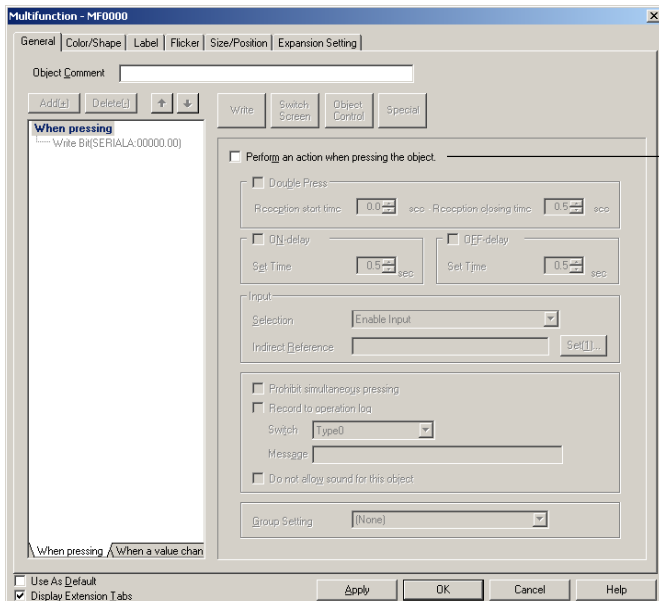 Multifunction - MF0000
General Color/Shape Label Flicker Size/Position Expansion Setting
Object Comment
Add(+) Delete(-)
Write Switch Screen Object Control Special
When pressing
Write Bit(SERIALA:00000.00)
Perform an action when pressing the object.
Double Press
Reception start time 0.0 sec Reception closing time 0.5 sec
ON-delay OFF-delay
Set Time 0.5 sec Set Time 0.5 sec
Input
Selection Enable Input
Indirect Reference Set(1)...
Prohibit simultaneous pressing
Record to operation log
Switch Type0
Message
Do not allow sound for this object
Group Setting (None)
When pressing When a value chan
Use As Default
Display Extension Tabs
Apply OK Cancel Help